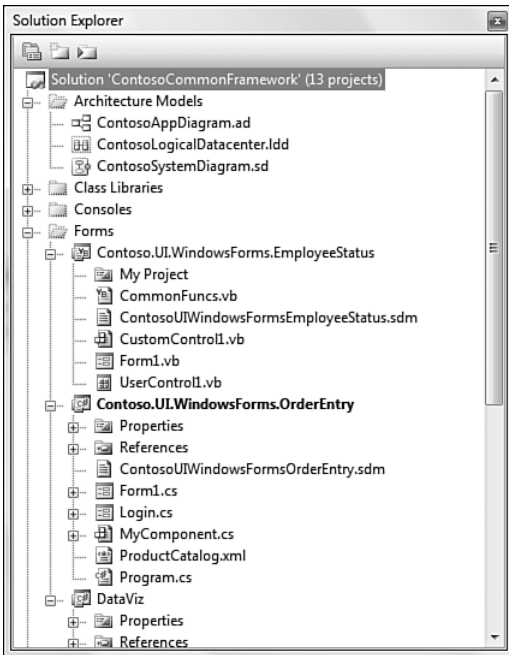 Solution Explorer
Solution 'ContosoCommonFramework' (13 projects)
Architecture Models
ContosoAppDiagram.ad
ContosoLogicalDatacenter.ldd
ContosoSystemDiagram.sd
Class Libraries
Consoles
Forms
Contoso.UI.WindowsForms.EmployeeStatus
My Project
CommonFuncs.vb
ContosoUIWindowsFormsEmployeeStatus.sdm
CustomControl1.vb
Form1.vb
UserControl1.vb
Contoso.UI.WindowsForms.OrderEntry
Properties
References
ContosoUIWindowsFormsOrderEntry.sdm
Form1.cs
Login.cs
MyComponent.cs
ProductCatalog.xml
Program.cs
DataViz
Properties
References